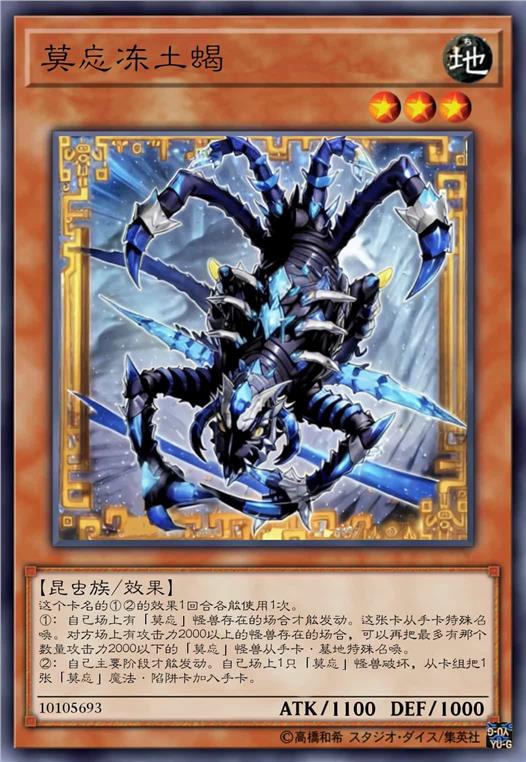 莫忘冻土蝎
ち
地
【昆虫族/效果】
这个卡名的①②的效果1回合各能使用1次。
①：自己场上有「莫忘」怪兽存在的场合才能发动。这张卡从手卡特殊召
唤。对方场上有攻击力2000以上的怪兽存在的场合，可以再把最多有那个
数量攻击力2000以下的「莫忘」怪兽从手卡·墓地特殊召唤。
②：自己主要阶段才能发动。自己场上1只「莫忘」怪兽破坏，从卡组把1
张「莫忘」魔法·陷阱卡加入手卡。
10105693
ATK/1100 DEF/1000
©高橋和希 スタジオ・ダイス/集英社
YU-G